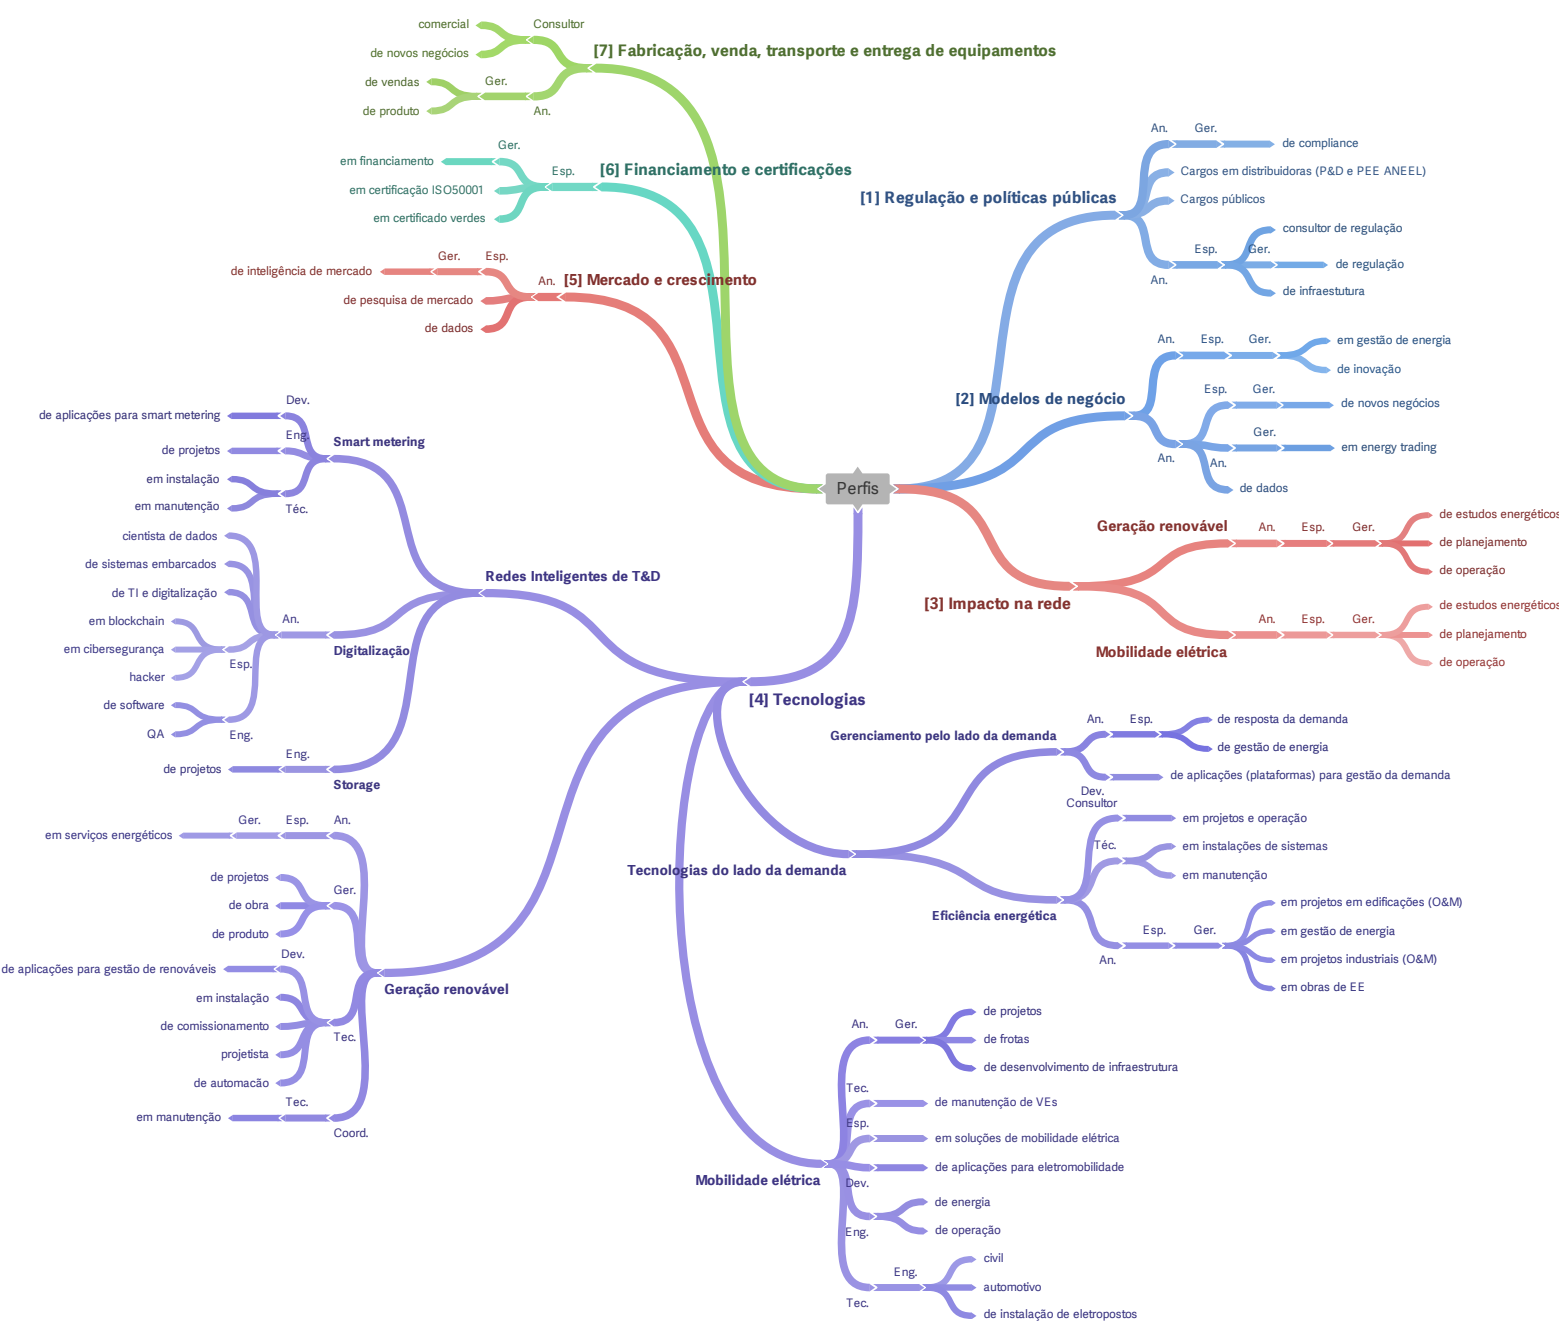 Perfis
[1] Regulação e políticas públicas
An.
Ger.
de compliance
Cargos em distribuidoras (P&D e PEE ANEEL)
Cargos públicos
An.
Esp.
consultor de regulação
Ger.
de regulação
de infraestutura
[2] Modelos de negócio
An.
Esp.
Ger.
em gestão de energia
de inovação
An.
Esp.
Ger.
de novos negócios
Ger.
em energy trading
An.
de dados
[3] Impacto na rede
Geração renovável
An.
Esp.
Ger.
de estudos energéticos
de planejamento
de operação
Mobilidade elétrica
An.
Esp.
Ger.
de estudos energéticos
de planejamento
de operação
[4] Tecnologias
Gerenciamento pelo lado da demanda
An.
Esp.
de resposta da demanda
de gestão de energia
Dev.
de aplicações (plataformas) para gestão da demanda
Tecnologias do lado da demanda
Eficiência energética
Consultor
em projetos e operação
Téc.
em instalações de sistemas
em manutenção
An.
Esp.
Ger.
em projetos em edificações (O&M)
em gestão de energia
em projetos industriais (O&M)
em obras de EE
Mobilidade elétrica
An.
Ger.
de projetos
de frotas
de desenvolvimento de infraestrutura
Tec.
de manutenção de VEs
Esp.
em soluções de mobilidade elétrica
Dev.
de aplicações para eletromobilidade
Eng.
de energia
de operação
Tec.
Eng.
civil
automotivo
de instalação de eletropostos
Redes Inteligentes de T&D
Smart metering
Dev.
de aplicações para smart metering
Eng.
de projetos
Téc.
em instalação
em manutenção
Digitalização
An.
cientista de dados
de sistemas embarcados
de TI e digitalização
Esp.
em blockchain
em cibersegurança
hacker
Eng.
de software
QA
Storage
Eng.
de projetos
Geração renovável
An.
Esp.
Ger.
em serviços energéticos
Ger.
de projetos
de obra
de produto
Tec.
Dev.
de aplicações para gestão de renováveis
em instalação
de comissionamento
projetista
de automacão
Coord.
Tec.
em manutenção
[5] Mercado e crescimento
An.
Esp.
Ger.
de inteligência de mercado
de pesquisa de mercado
de dados
[6] Financiamento e certificações
Esp.
Ger.
em financiamento
em certificação ISO50001
em certificado verdes
[7] Fabricação, venda, transporte e entrega de equipamentos
Consultor
comercial
de novos negócios
An.
Ger.
de vendas
de produto